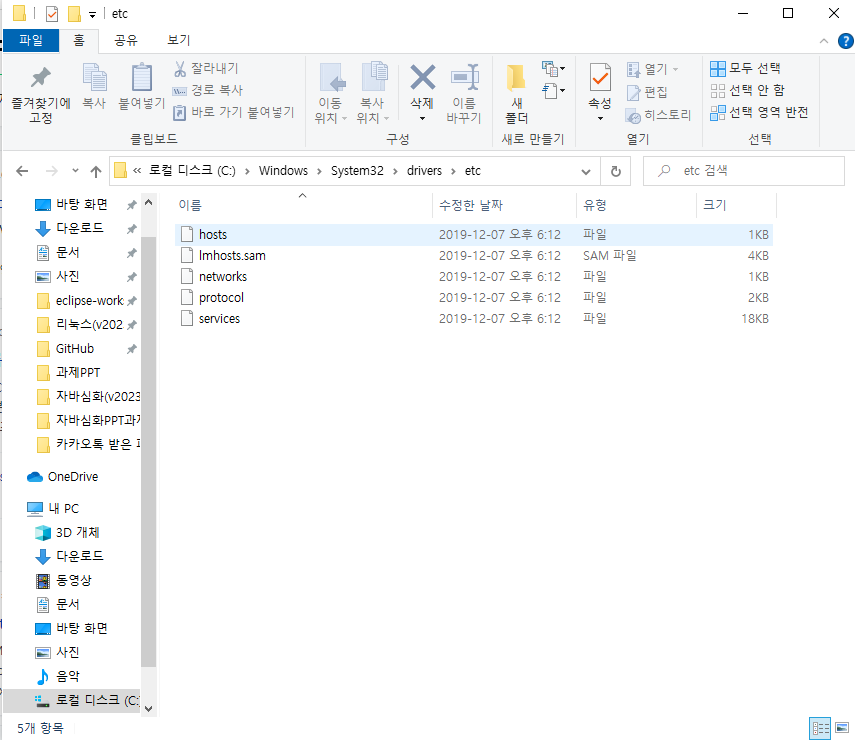 etc
파일 홈 공유 보기
즐겨찾기에 고정
복사
붙여넣기
잘라내기
경로 복사
바로 가기 붙여넣기
클립보드
이동 위치
복사 위치
삭제
이름 바꾸기
구성
새 폴더
새로 만들기
속성
열기
편집
히스토리
열기
모두 선택
선택 안 함
선택 영역 반전
선택
« 로컬 디스크 (C:) › Windows › System32 › drivers › etc
etc 검색
바탕 화면
다운로드
문서
사진
eclipse-work
리눅스(v202
GitHub
과제PPT
자바심화(v2023
자바심화PPT과
카카오톡 받은
OneDrive
내 PC
3D 개체
다운로드
동영상
문서
바탕 화면
사진
음악
로컬 디스크 (C:
이름 수정한 날짜 유형 크기
hosts 2019-12-07 오후 6:12 파일 1KB
lmhosts.sam 2019-12-07 오후 6:12 SAM 파일 4KB
networks 2019-12-07 오후 6:12 파일 1KB
protocol 2019-12-07 오후 6:12 파일 2KB
services 2019-12-07 오후 6:12 파일 18KB
5개 항목